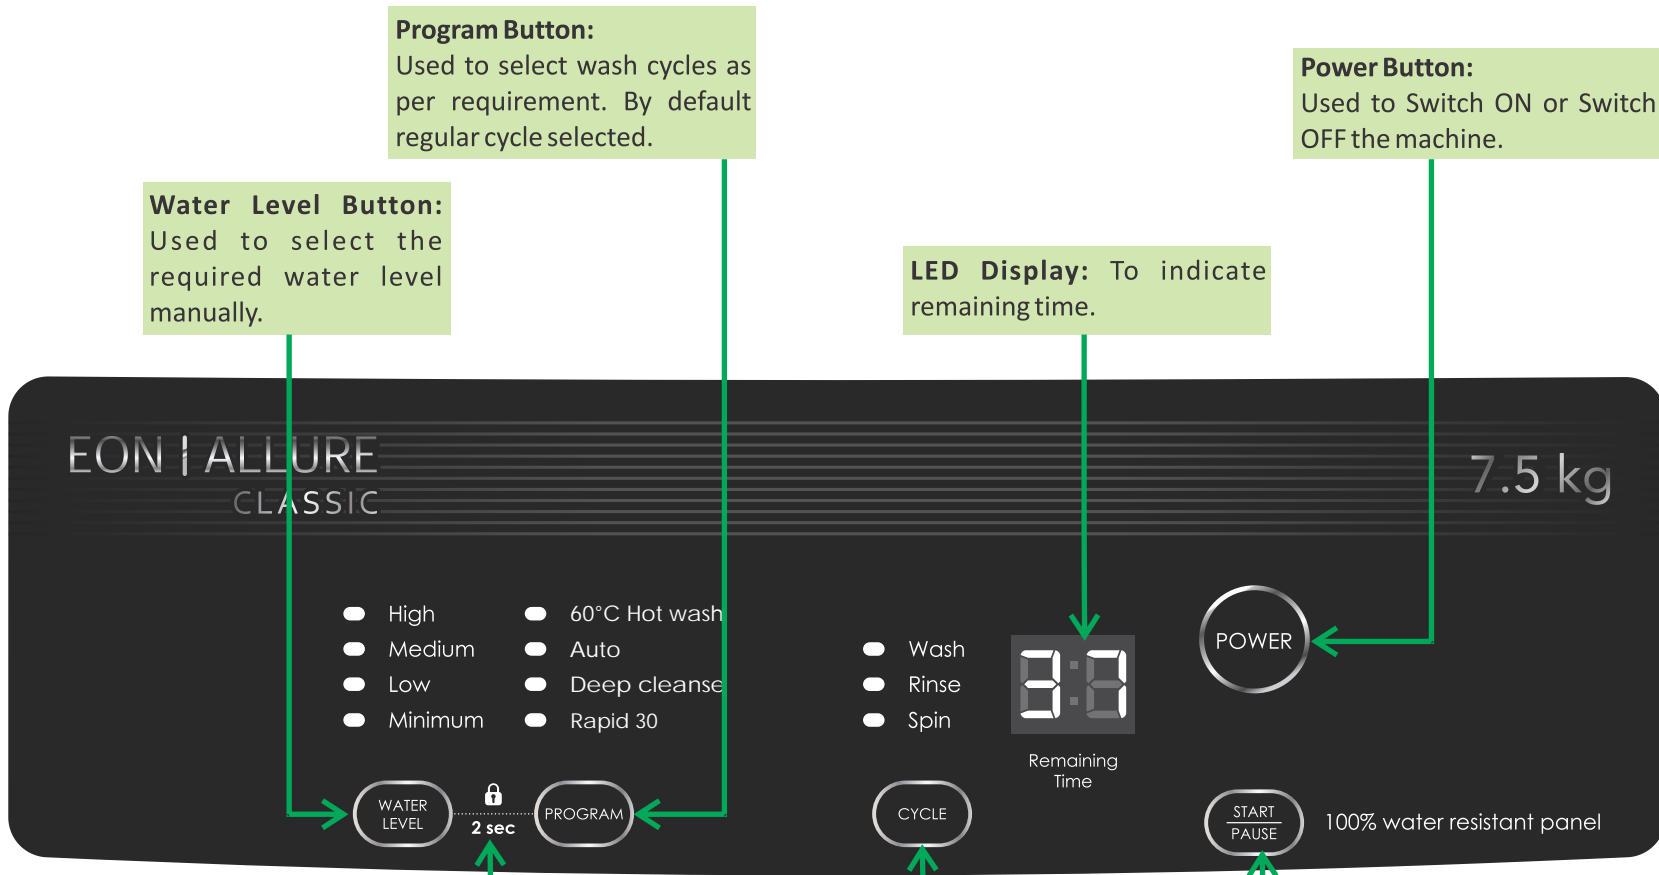 Program Button:
Used to select wash cycles as
per requirement. By default
regular cycle selected.
Power Button:
Used to Switch ON or Switch
OFF the machine.
Water Level Button:
Used to select the
required water level
manually.
LED Display: To indicate
remaining time.
EON | ALLURE
CLASSIC
7.5 kg
High
Medium
Low
Minimum
60°C Hot wash
Auto
Deep cleanse
Rapid 30
Wash
Rinse
Spin
37
Remaining
Time
POWER
WATER
LEVEL
2 sec
PROGRAM
CYCLE
START
PAUSE
100% water resistant panel